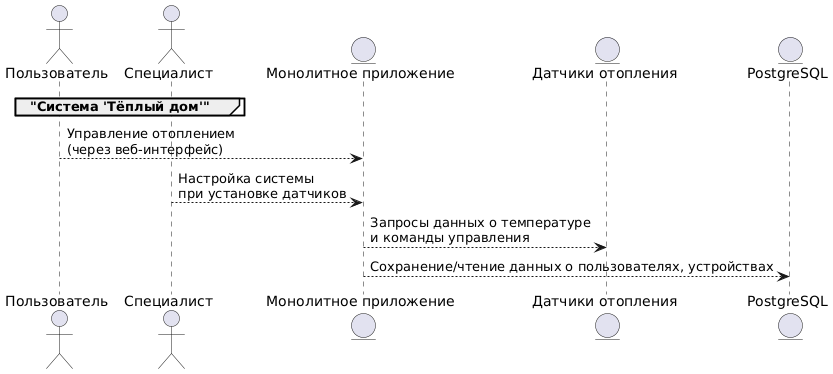 Пользователь Специалист Монолитное приложение Датчики отопления PostgreSQL
"Система 'Тёплый дом'"
Управление отоплением
(через веб-интерфейс)
Настройка системы
при установке датчиков
Запросы данных о температуре
и команды управления
Сохранение/чтение данных о пользователях, устройствах
Пользователь Специалист Монолитное приложение Датчики отопления PostgreSQL